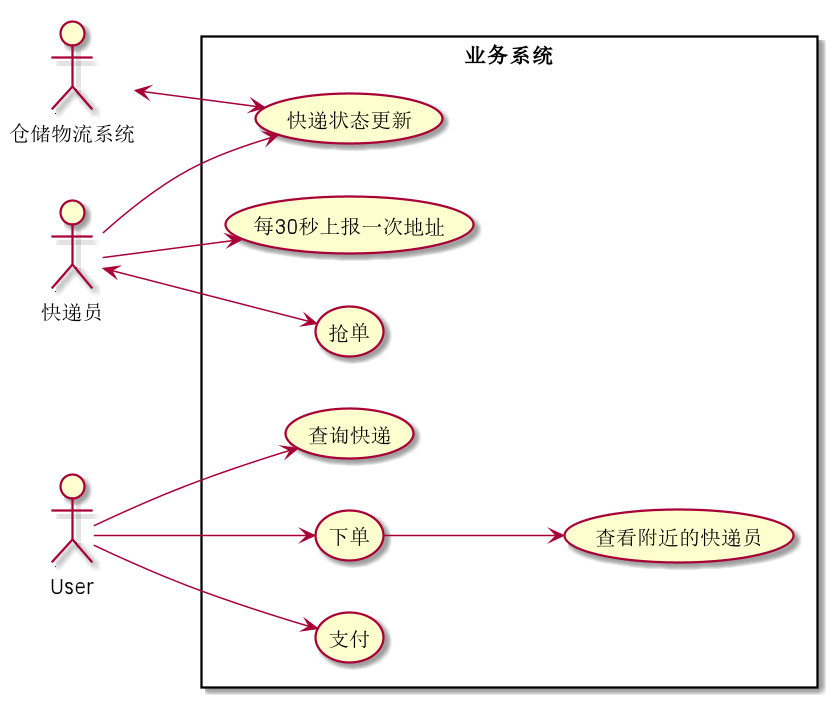 业务系统
仓储物流系统
快递状态更新
每30秒上报一次地址
快递员
抢单
查询快递
下单
查看附近的快递员
User
支付